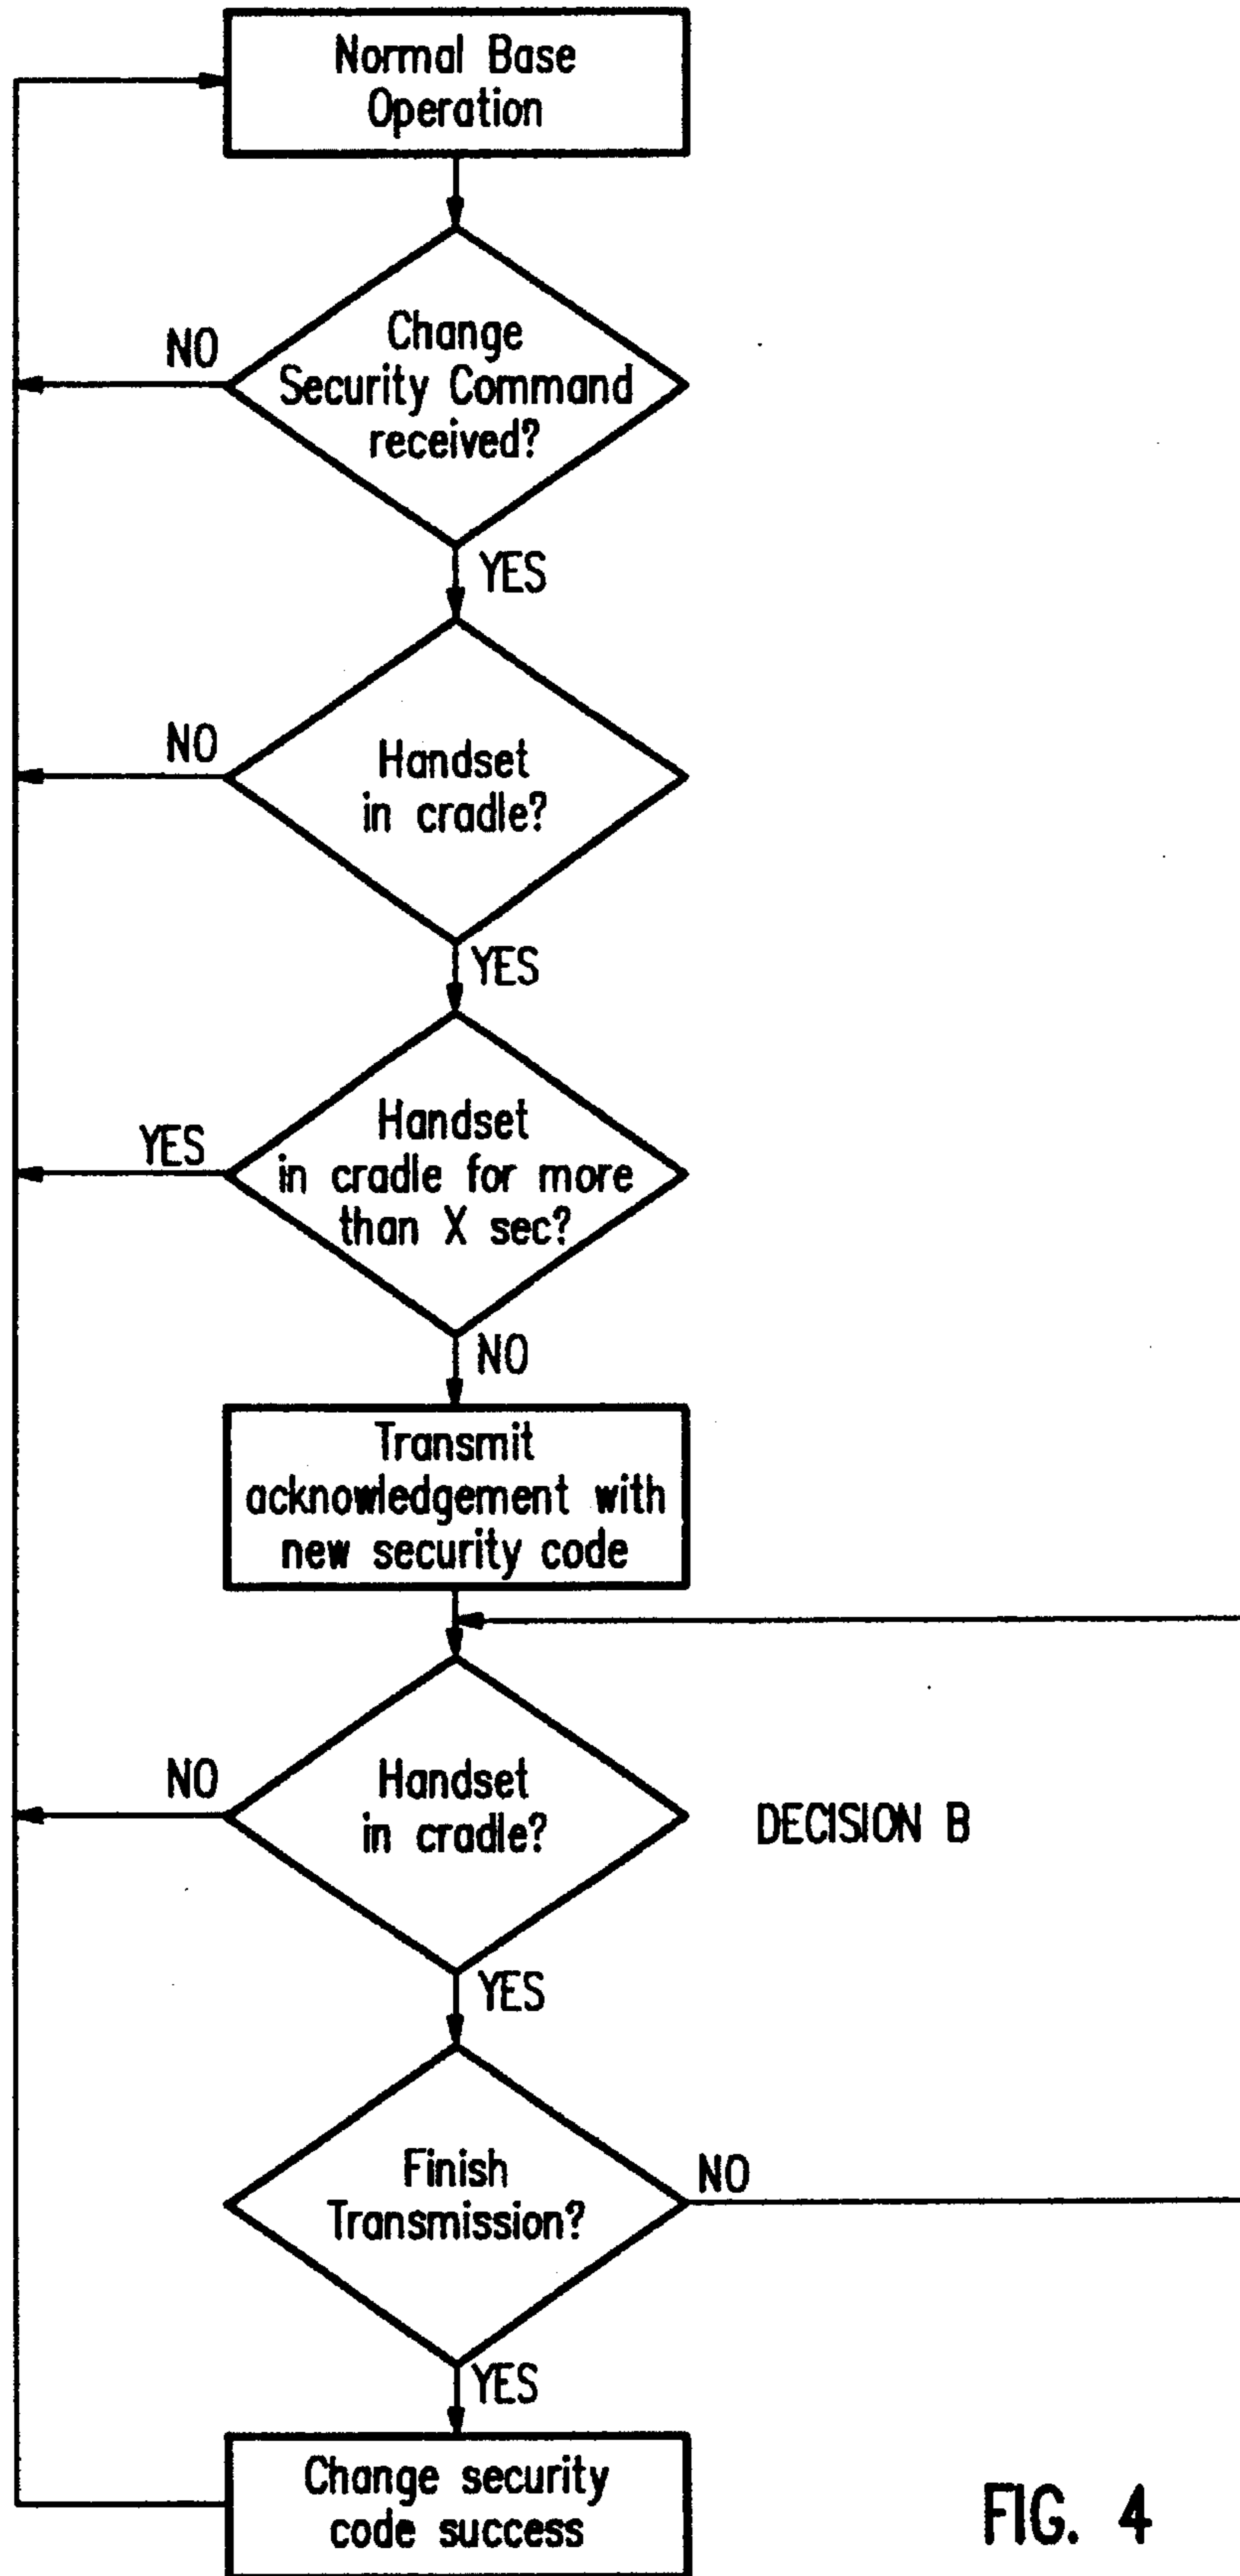 Normal Base
Operation
NO
Change
Security Command
received?
YES
NO
Handset
in cradle?
YES
YES
Handset
in cradle for more
than X sec?
NO
Transmit
acknowledgement with
new security code
NO
Handset
in cradle?
DECISION B
YES
Finish
Transmission?
NO
YES
Change security
code success
FIG. 4